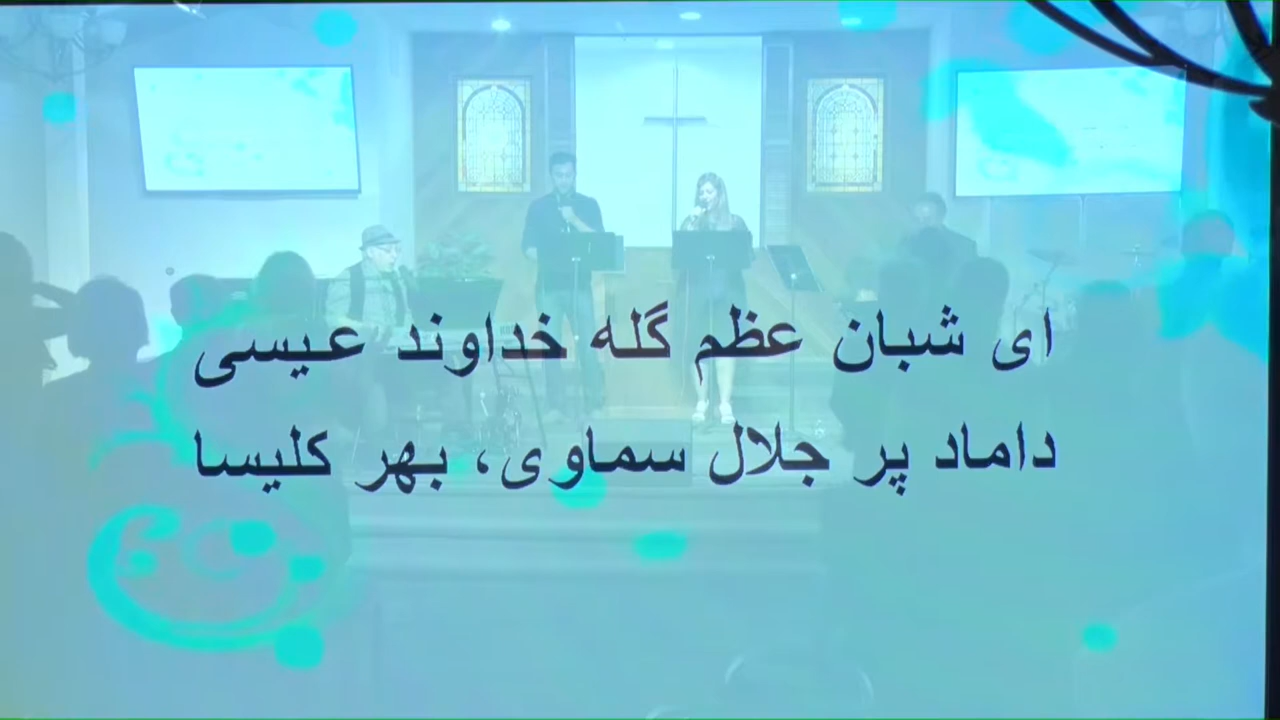 ای شبان عظم گله خداوند عیسی
داماد پر جلال سماوی، بهر کلیسا